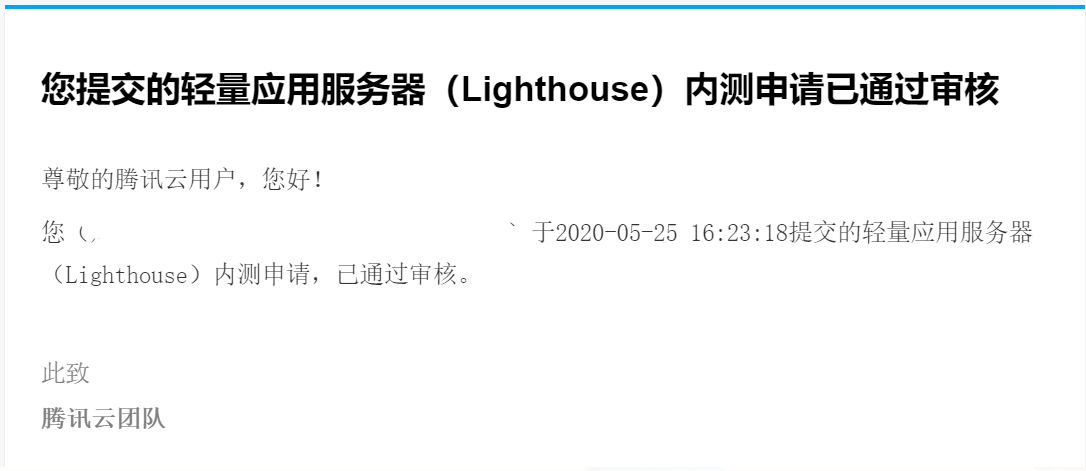 您提交的轻量应用服务器（Lighthouse）内测申请已通过审核
尊敬的腾讯云用户，您好！
您（ 于2020-05-25 16:23:18提交的轻量应用服务器
（Lighthouse）内测申请，已通过审核。
此致
腾讯云团队